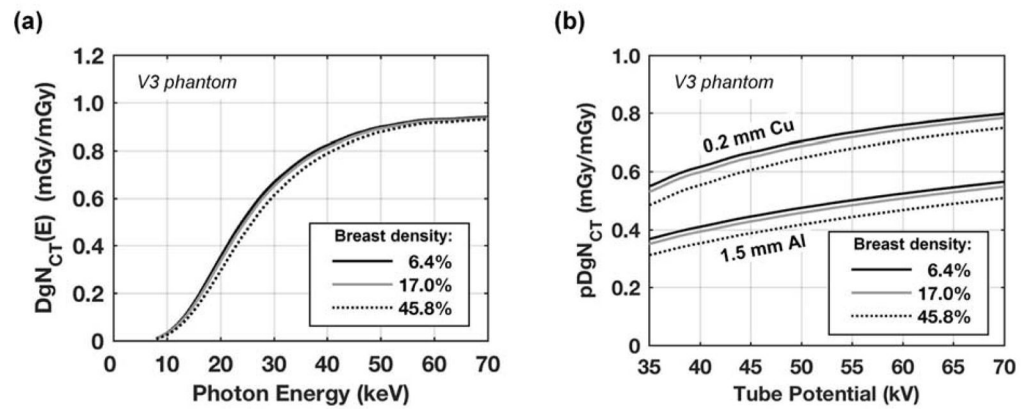 (a)
1.2
1.0
0.8
0.6
0.4
0.2
0
DgN_CT(E) (mGy/mGy)
V3 phantom
Breast density:
6.4%
17.0%
45.8%
0 10 20 30 40 50 60 70
Photon Energy (keV)
(b)
1.0
0.8
0.6
0.4
0.2
0
pDgN_CT (mGy/mGy)
V3 phantom
0.2 mm Cu
1.5 mm Al
Breast density:
6.4%
17.0%
45.8%
35 40 45 50 55 60 65 70
Tube Potential (kV)